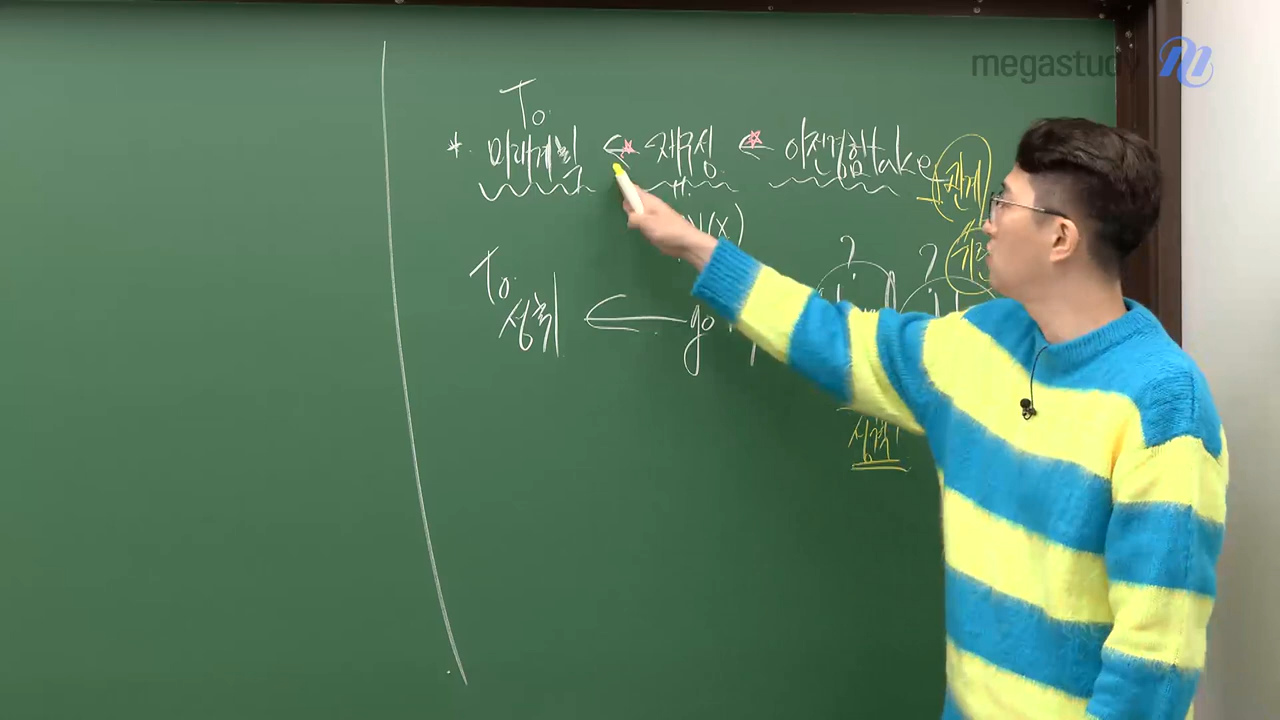 megastudy
To
* 미래계획 ← 재구성 ← 이전경험 take
관계
N(x)
? ?
To 성취 ← go
성격